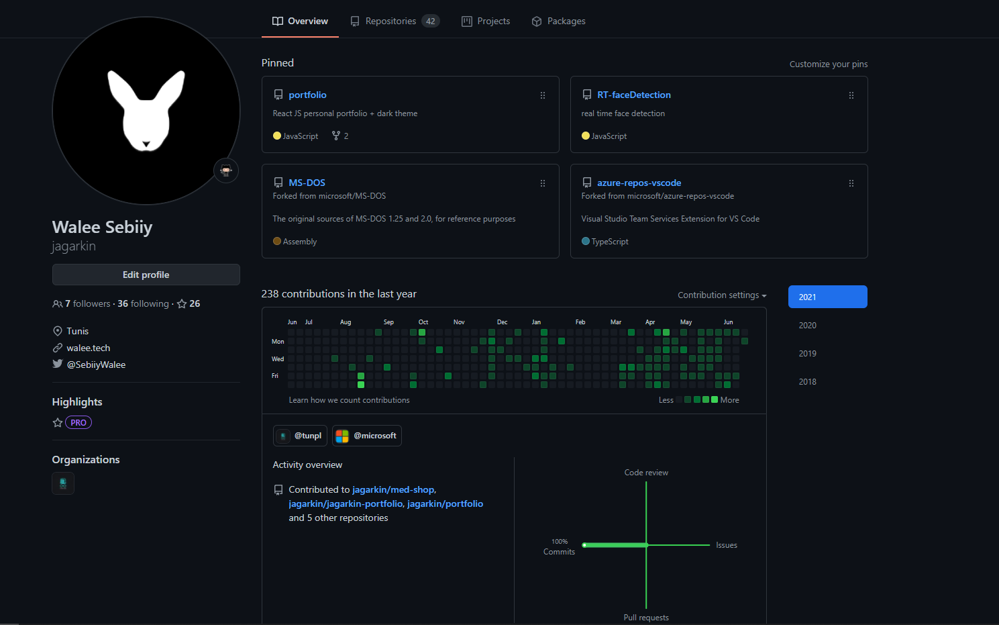 Overview Repositories 42 Projects Packages
Walee Sebiiy
jagarkin
Edit profile
7 followers · 36 following · 26
Tunis
walee.tech
@SebiiyWalee
Highlights
PRO
Organizations
Pinned
Customize your pins
portfolio
React JS personal portfolio + dark theme
JavaScript 2
RT-faceDetection
real time face detection
JavaScript
MS-DOS
Forked from microsoft/MS-DOS
The original sources of MS-DOS 1.25 and 2.0, for reference purposes
Assembly
azure-repos-vscode
Forked from microsoft/azure-repos-vscode
Visual Studio Team Services Extension for VS Code
TypeScript
238 contributions in the last year
Contribution settings
Jun Jul Aug Sep Oct Nov Dec Jan Feb Mar Apr May Jun
Mon
Wed
Fri
Learn how we count contributions
Less More
2021
2020
2019
2018
@tunpl @microsoft
Activity overview
Contributed to jagarkin/med-shop,
jagarkin/jagarkin-portfolio, jagarkin/portfolio
and 5 other repositories
Code review
100%
Commits
Issues
Pull requests